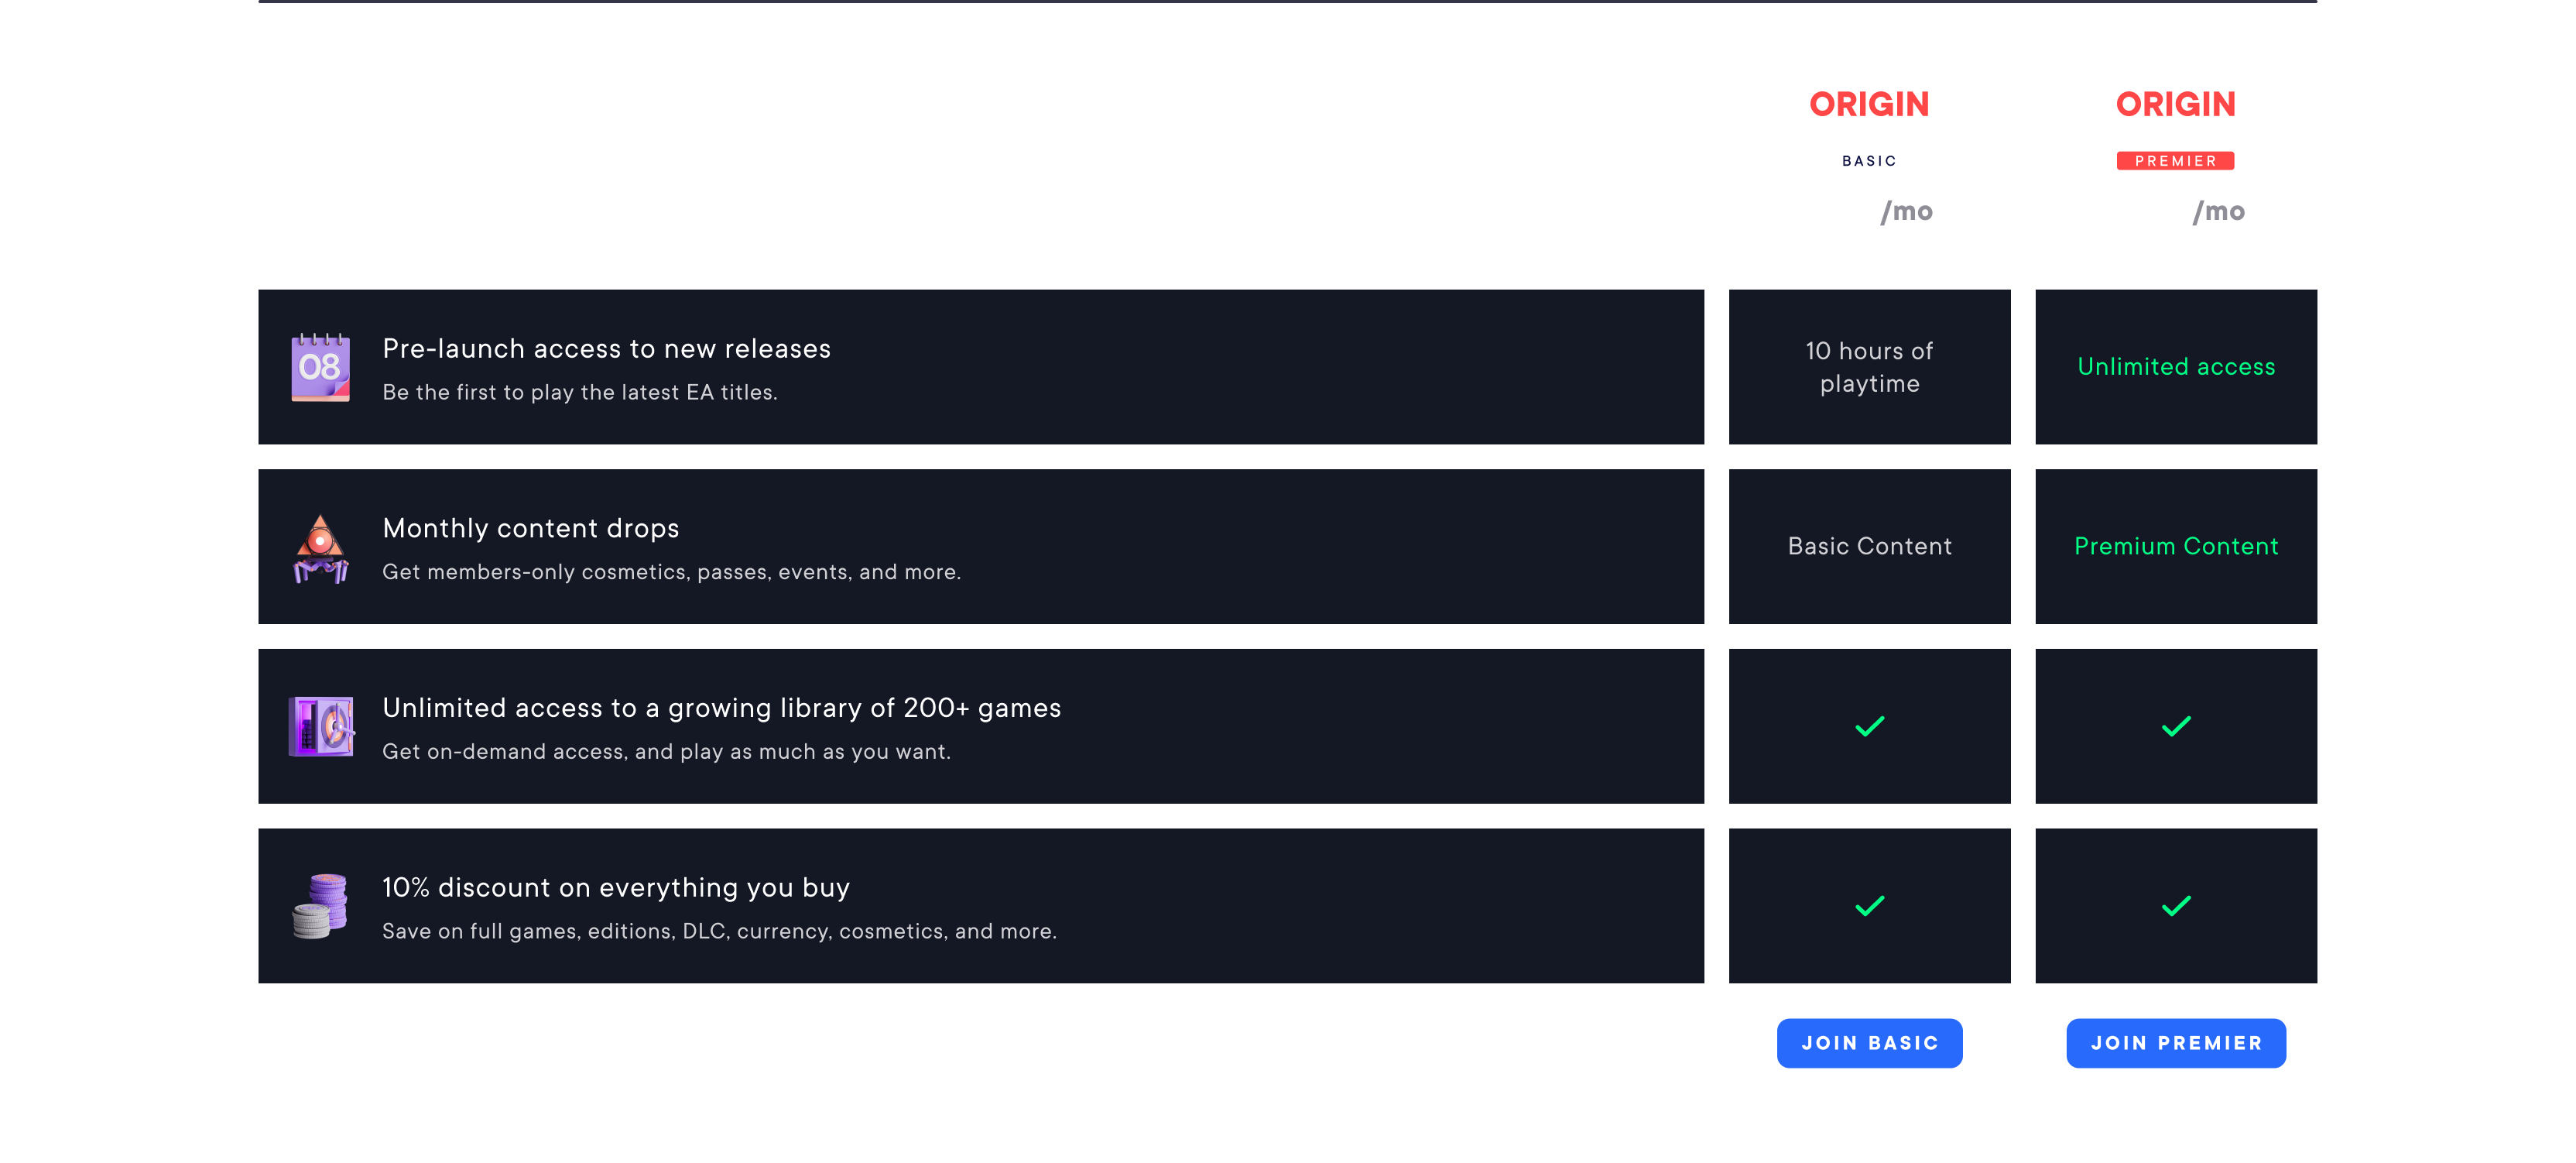 ORIGIN
BASIC
/mo
ORIGIN
PREMIER
/mo
08
Pre-launch access to new releases
Be the first to play the latest EA titles.
10 hours of
playtime
Unlimited access
Monthly content drops
Get members-only cosmetics, passes, events, and more.
Basic Content
Premium Content
Unlimited access to a growing library of 200+ games
Get on-demand access, and play as much as you want.
10% discount on everything you buy
Save on full games, editions, DLC, currency, cosmetics, and more.
JOIN BASIC
JOIN PREMIER